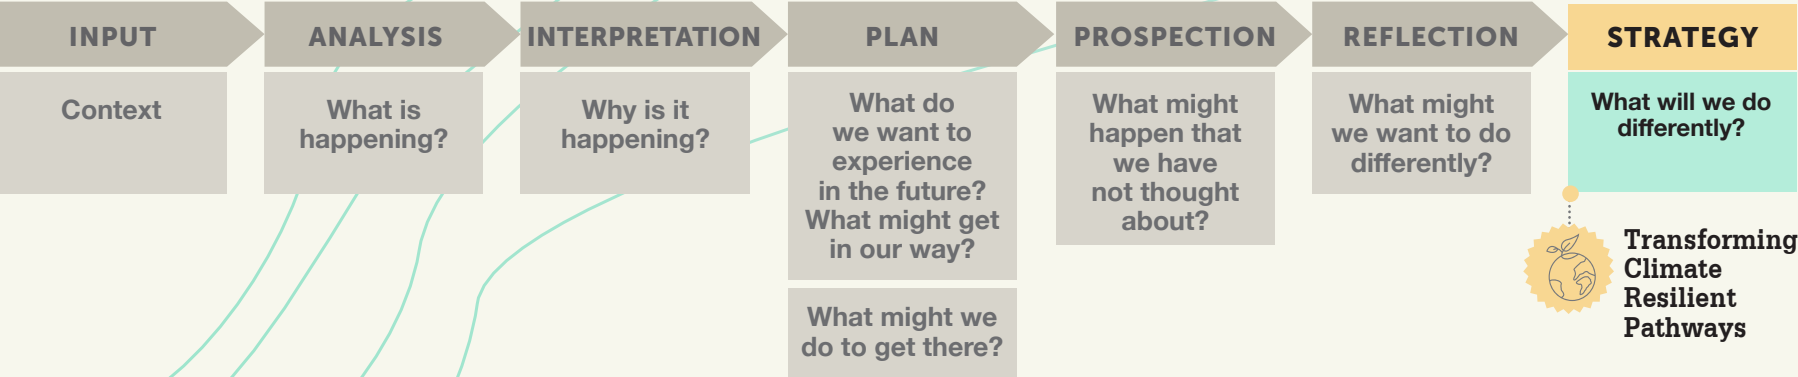 INPUT
ANALYSIS
INTERPRETATION
PLAN
PROSPECTION
REFLECTION
STRATEGY
Context
What is
happening?
Why is it
happening?
What do
we want to
experience
in the future?
What might get
in our way?
What might we
do to get there?
What might
happen that
we have
not thought
about?
What might
we want to do
differently?
What will we do
differently?
Transforming
Climate
Resilient
Pathways